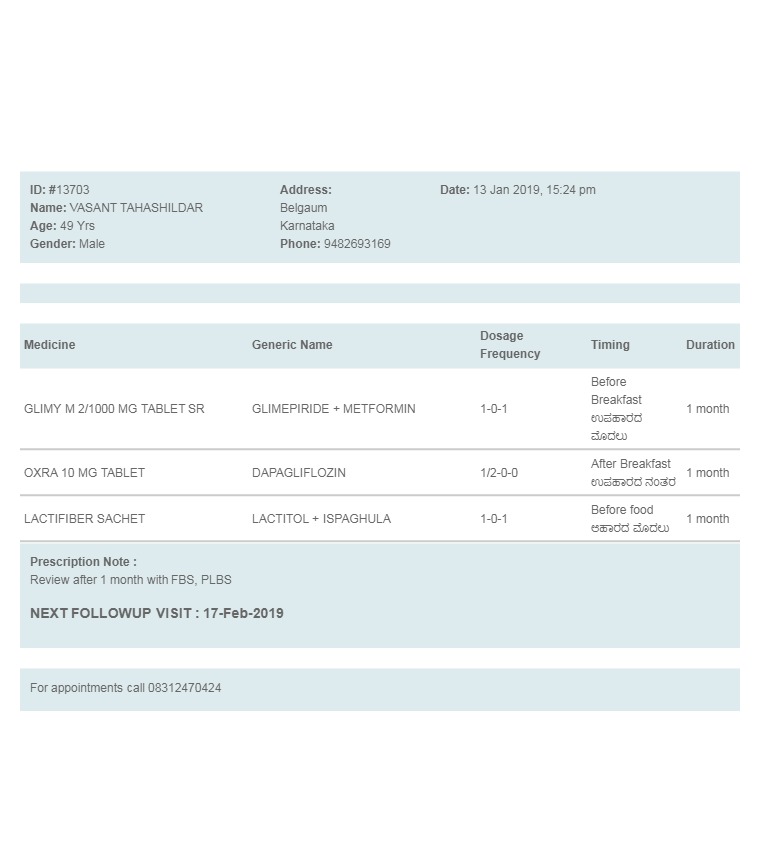 ID: #13703
Name: VASANT TAHASHILDAR
Age: 49 Yrs
Gender: Male
Address:
Belgaum
Karnataka
Phone: 9482693169
Date: 13 Jan 2019, 15:24 pm
Medicine Generic Name Dosage Frequency Timing Duration
GLIMY M 2/1000 MG TABLET SR GLIMEPIRIDE + METFORMIN 1-0-1 Before
Breakfast
ಉಪಹಾರದ
ಮೊದಲು
1 month
OXRA 10 MG TABLET DAPAGLIFLOZIN 1/2-0-0 After Breakfast
ಉಪಹಾರದ ನಂತರ
1 month
LACTIFIBER SACHET LACTITOL + ISPAGHULA 1-0-1 Before food
ಆಹಾರದ ಮೊದಲು
1 month
Prescription Note :
Review after 1 month with FBS, PLBS
NEXT FOLLOWUP VISIT : 17-Feb-2019
For appointments call 08312470424